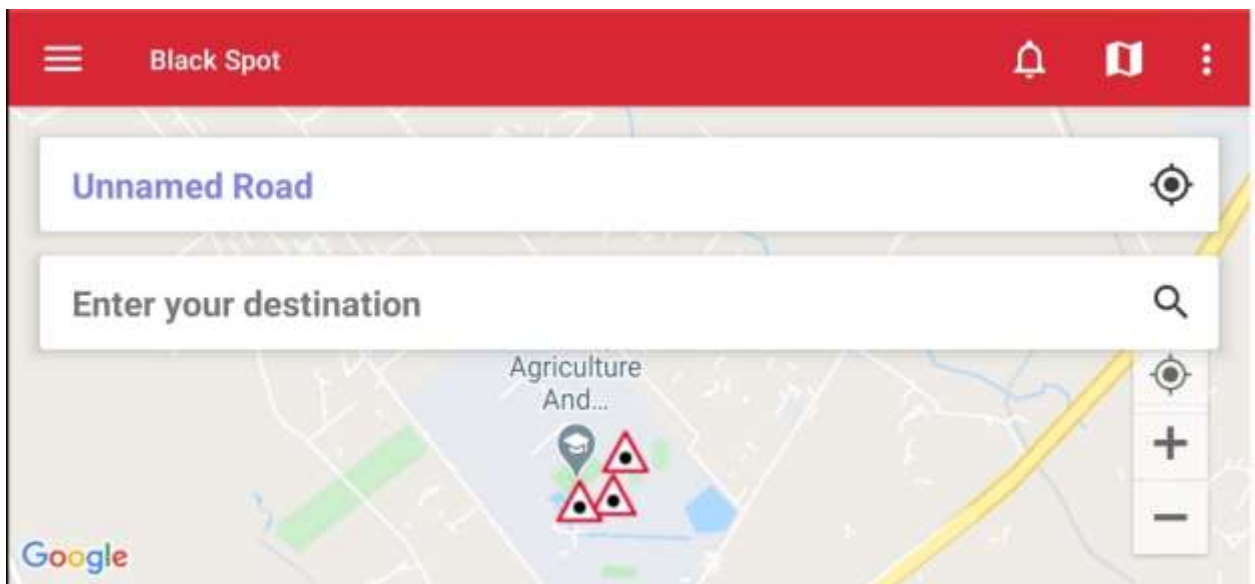 Black Spot
Unnamed Road
Enter your destination
Agriculture
And...
Google